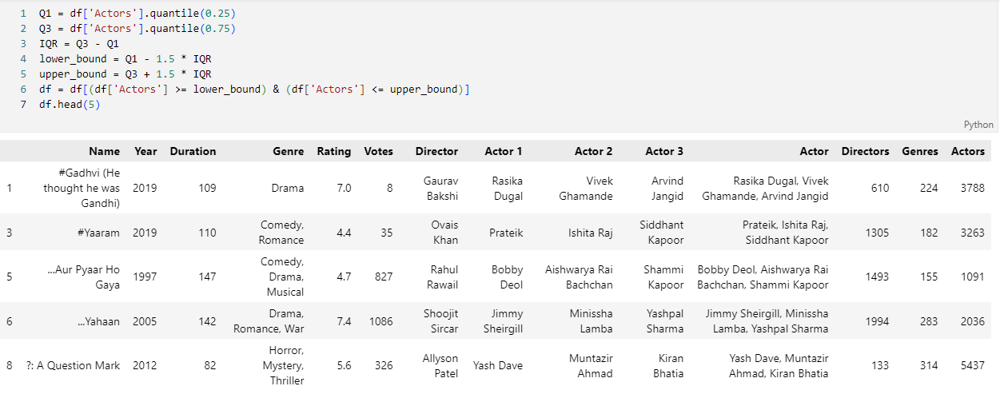 1 Q1 = df['Actors'].quantile(0.25)
2 Q3 = df['Actors'].quantile(0.75)
3 IQR = Q3 - Q1
4 lower_bound = Q1 - 1.5 * IQR
5 upper_bound = Q3 + 1.5 * IQR
6 df = df[(df['Actors'] >= lower_bound) & (df['Actors'] <= upper_bound)]
7 df.head(5)
Python
Name Year Duration Genre Rating Votes Director Actor 1 Actor 2 Actor 3 Actor Directors Genres Actors
#Gadhvi (He
thought he was
Gandhi)
1 2019 109 Drama 7.0 8
Gaurav
Bakshi
Rasika
Dugal
Vivek
Ghamande
Arvind
Jangid
Rasika Dugal, Vivek
Ghamande, Arvind Jangid
610 224 3788
3 #Yaaram 2019 110
Comedy,
Romance
4.4 35
Ovais
Khan
Prateik
Ishita Raj
Siddhant
Kapoor
Prateik, Ishita Raj,
Siddhant Kapoor
1305 182 3263
5
...Aur Pyaar Ho
Gaya
1997 147
Comedy,
Drama,
Musical
4.7 827
Rahul
Rawail
Bobby
Deol
Aishwarya Rai
Bachchan
Shammi
Kapoor
Bobby Deol, Aishwarya Rai
Bachchan, Shammi Kapoor
1493 155 1091
6 ...Yahaan 2005 142
Drama,
Romance, War
7.4 1086
Shoojit
Sircar
Jimmy
Sheirgill
Minissha
Lamba
Yashpal
Sharma
Jimmy Sheirgill, Minissha
Lamba, Yashpal Sharma
1994 283 2036
8 ?: A Question Mark 2012 82
Horror,
Mystery,
Thriller
5.6 326
Allyson
Patel
Yash Dave
Muntazir
Ahmad
Kiran
Bhatia
Yash Dave, Muntazir
Ahmad, Kiran Bhatia
133 314 5437